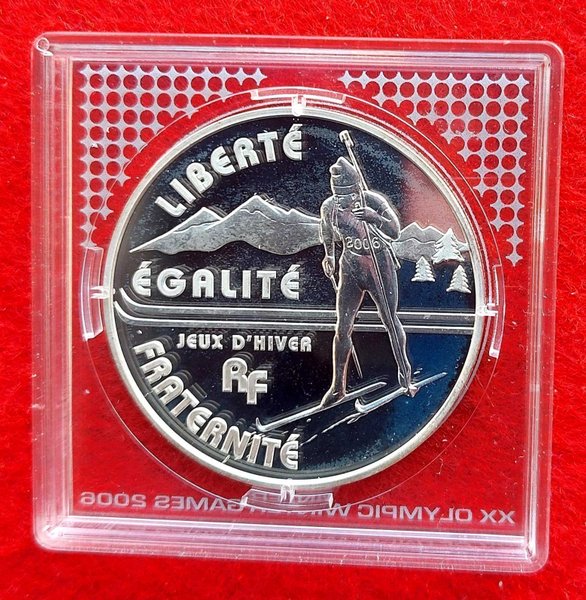 LIBERTÉ
2006
ÉGALITÉ
JEUX D'HIVER
RF
FRATERNITÉ
XX OLYMPIC WINTER GAMES 2006